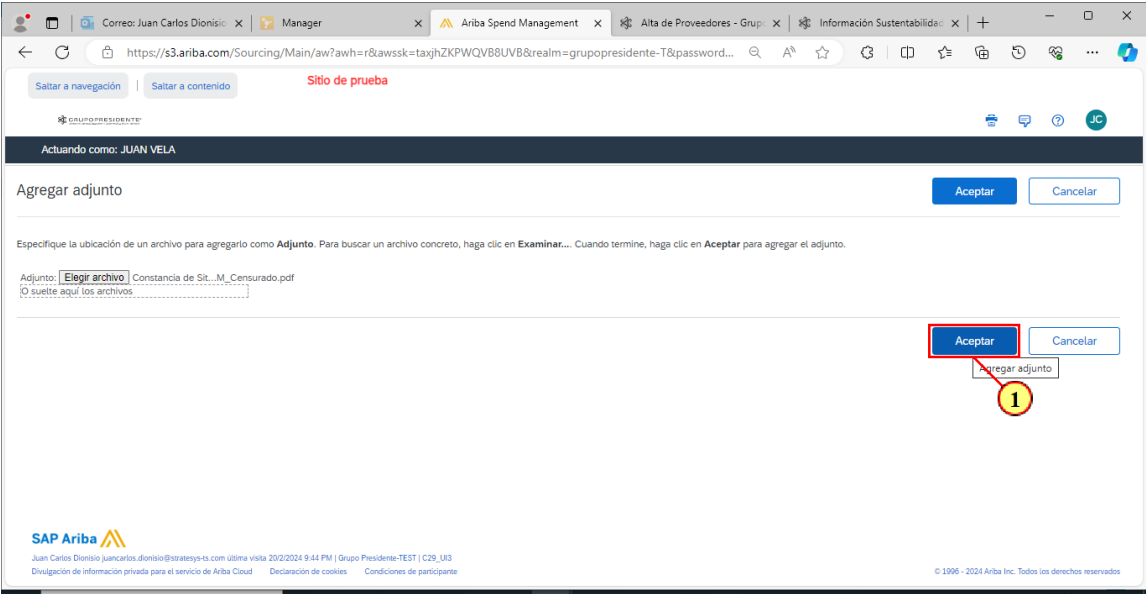 Correo: Juan Carlos Dionisio
Manager
Ariba Spend Management
Alta de Proveedores - Grup
Información Sustentabilidad
https://s3.ariba.com/Sourcing/Main/aw?awh=r&awssk=taxjhZKPWQVB8UVB&realm=grupopresidente-T&password...
Saltar a navegación
Saltar a contenido
Sitio de prueba
GRUPO PRESIDENTE
JC
Actuando como: JUAN VELA
Agregar adjunto
Aceptar
Cancelar
Especifique la ubicación de un archivo para agregarlo como Adjunto. Para buscar un archivo concreto, haga clic en Examinar.... Cuando termine, haga clic en Aceptar para agregar el adjunto.
Adjunto: Elegir archivo Constancia de Sit...M_Censurado.pdf
O suelte aquí los archivos
Aceptar
Cancelar
Agregar adjunto
1
SAP Ariba
Juan Carlos Dionisio juancarlos.dionisio@stratesys-ts.com última visita 20/2/2024 9:44 PM | Grupo Presidente-TEST | C29_UI3
Divulgación de información privada para el servicio de Ariba Cloud Declaración de cookies Condiciones de participante
© 1996 - 2024 Ariba Inc. Todos los derechos reservados